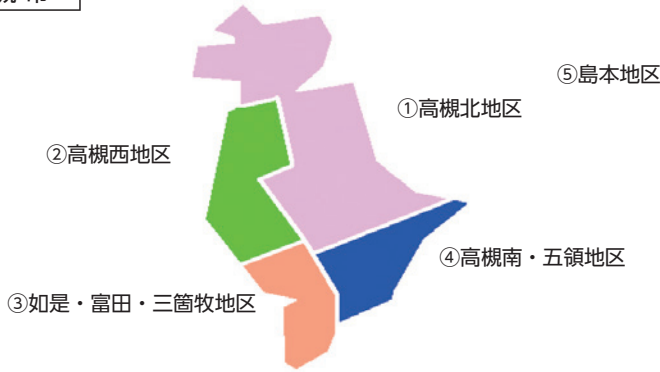 ⑤島本地区
①高槻北地区
②高槻西地区
④高槻南・五領地区
③如是・富田・三箇牧地区